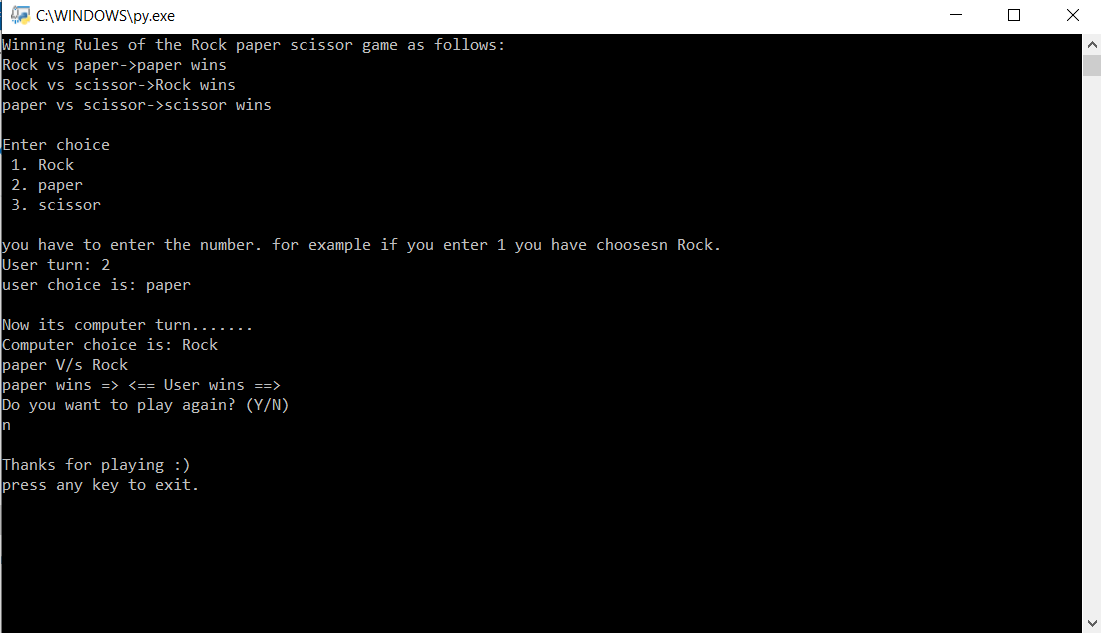 C:\WINDOWS\py.exe
Winning Rules of the Rock paper scissor game as follows:
Rock vs paper->paper wins
Rock vs scissor->Rock wins
paper vs scissor->scissor wins
Enter choice
1. Rock
2. paper
3. scissor
you have to enter the number. for example if you enter 1 you have choosesn Rock.
User turn: 2
user choice is: paper
Now its computer turn.......
Computer choice is: Rock
paper V/s Rock
paper wins => <== User wins ==>
Do you want to play again? (Y/N)
n
Thanks for playing :)
press any key to exit.